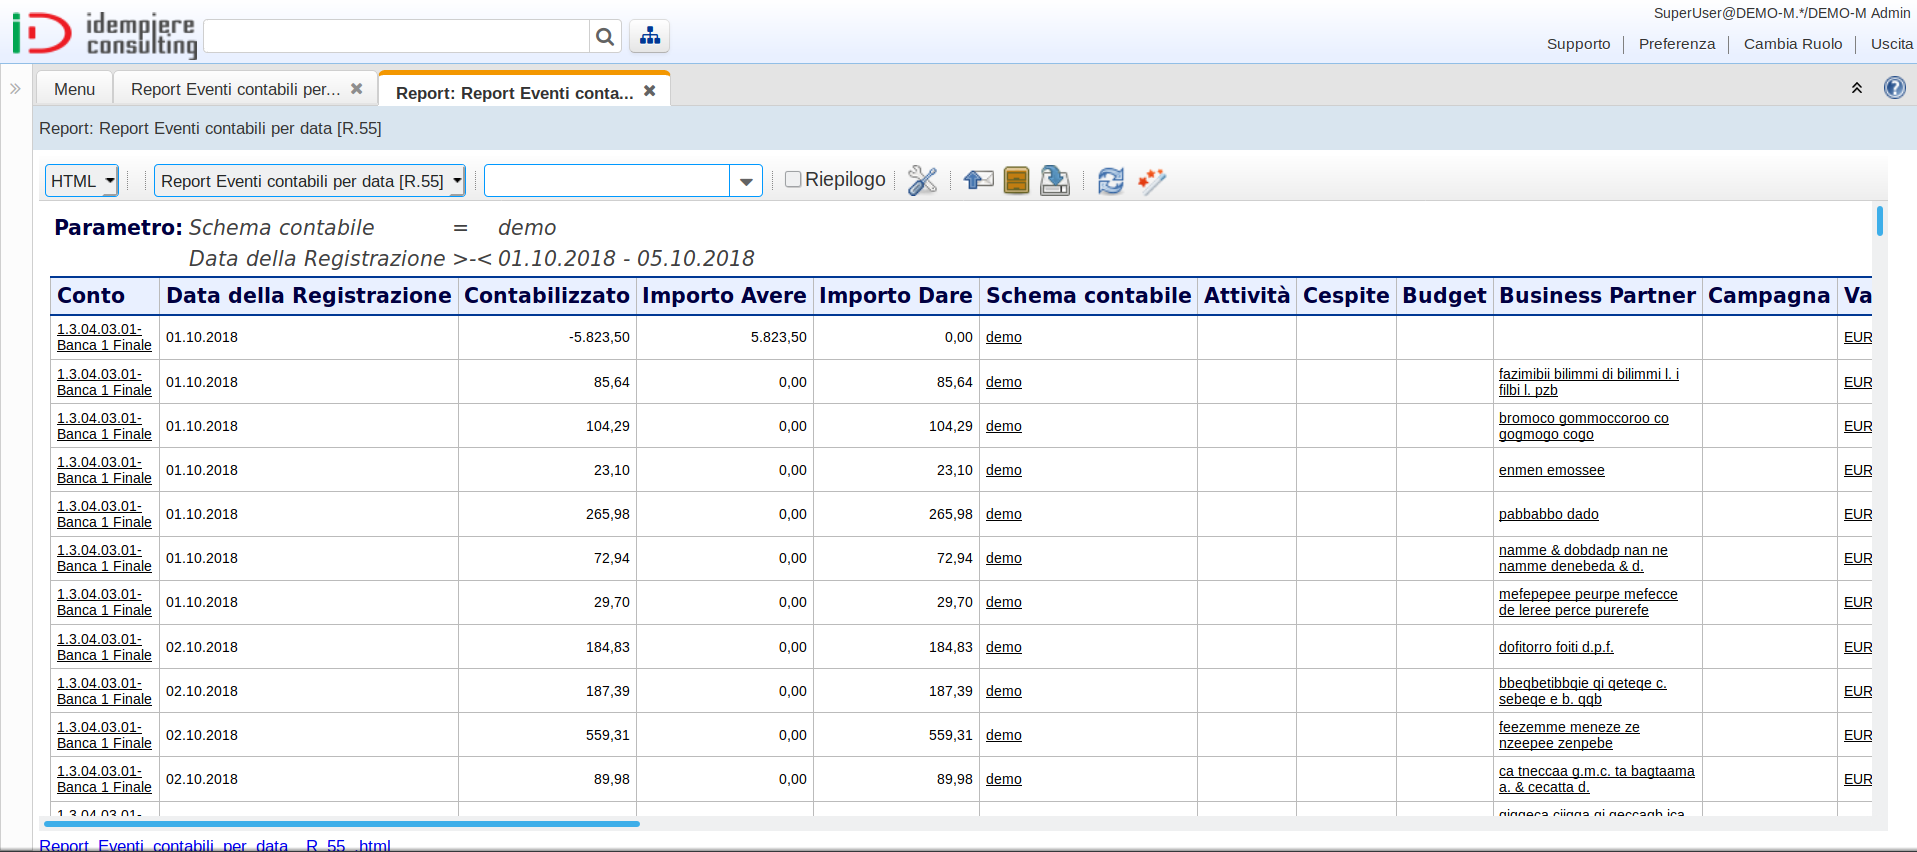 SuperUser@DEMO-M.*/DEMO-M Admin
idempiere
consulting
Supporto Preferenza Cambia Ruolo Uscita
Menu Report Eventi contabili per... Report: Report Eventi conta...
Report: Report Eventi contabili per data [R.55]
HTML Report Eventi contabili per data [R.55] Riepilogo
Parametro: Schema contabile = demo
Data della Registrazione >-< 01.10.2018 - 05.10.2018
Conto Data della Registrazione Contabilizzato Importo Avere Importo Dare Schema contabile Attività Cespite Budget Business Partner Campagna Va
1.3.04.03.01-
Banca 1 Finale 01.10.2018 -5.823,50 5.823,50 0,00 demo EUR
1.3.04.03.01-
Banca 1 Finale 01.10.2018 85,64 0,00 85,64 demo fazimibii bilimmi di bilimmi l. i
filbi l. pzb EUR
1.3.04.03.01-
Banca 1 Finale 01.10.2018 104,29 0,00 104,29 demo bromoco gommoccoroo co
gogmogo cogo EUR
1.3.04.03.01-
Banca 1 Finale 01.10.2018 23,10 0,00 23,10 demo enmen emossee EUR
1.3.04.03.01-
Banca 1 Finale 01.10.2018 265,98 0,00 265,98 demo pabbabbo dado EUR
1.3.04.03.01-
Banca 1 Finale 01.10.2018 72,94 0,00 72,94 demo namme & dobdadp nan ne
namme denebeda & d. EUR
1.3.04.03.01-
Banca 1 Finale 01.10.2018 29,70 0,00 29,70 demo mefepepee peurpe mefecce
de leree perce purerefe EUR
1.3.04.03.01-
Banca 1 Finale 02.10.2018 184,83 0,00 184,83 demo dofitorro foiti d.p.f. EUR
1.3.04.03.01-
Banca 1 Finale 02.10.2018 187,39 0,00 187,39 demo bbeqbetibbqie qi qeteqe c.
sebeqe e b. qqb EUR
1.3.04.03.01-
Banca 1 Finale 02.10.2018 559,31 0,00 559,31 demo feezemme meneze ze
nzeepee zenpebe EUR
1.3.04.03.01-
Banca 1 Finale 02.10.2018 89,98 0,00 89,98 demo ca tneccaa g.m.c. ta bagtaama
a. & cecatta d. EUR
1.3.04.03.01-
Report_Eventi_contabili_per_data__R_55_.html